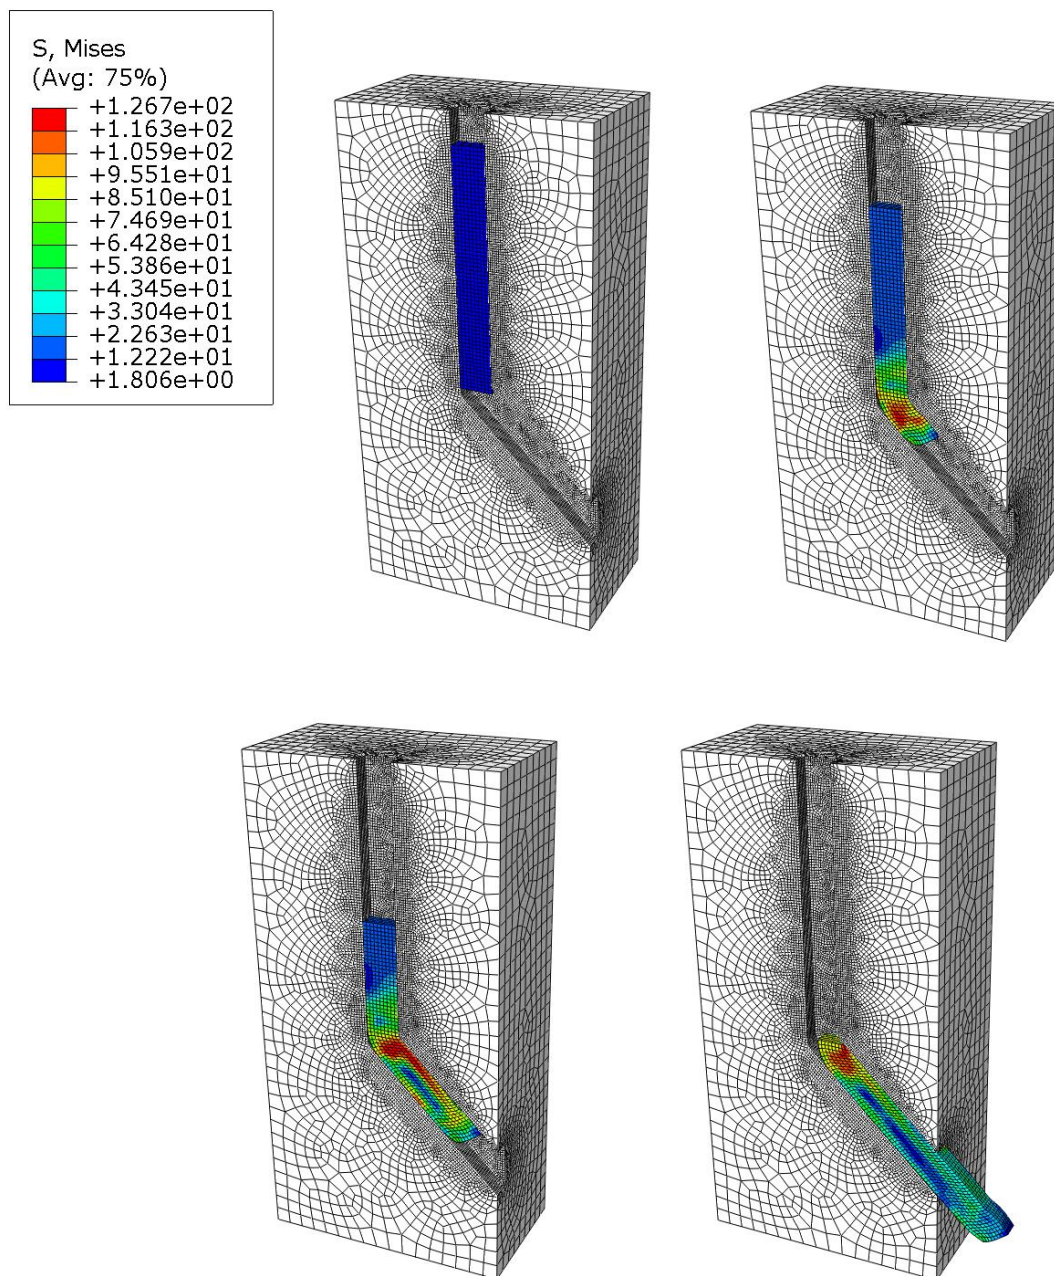 S, Mises
(Avg: 75%)
+1.267e+02
+1.163e+02
+1.059e+02
+9.551e+01
+8.510e+01
+7.469e+01
+6.428e+01
+5.386e+01
+4.345e+01
+3.304e+01
+2.263e+01
+1.222e+01
+1.806e+00